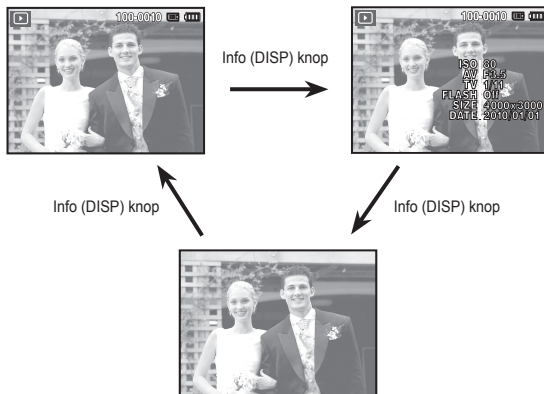 100-0010
Info (DISP) knop
100-0010
ISO 80
AV F3.5
TV 1/11
FLASH Off
SIZE 4000x3000
DATE 2010/01/01
Info (DISP) knop
Info (DISP) knop